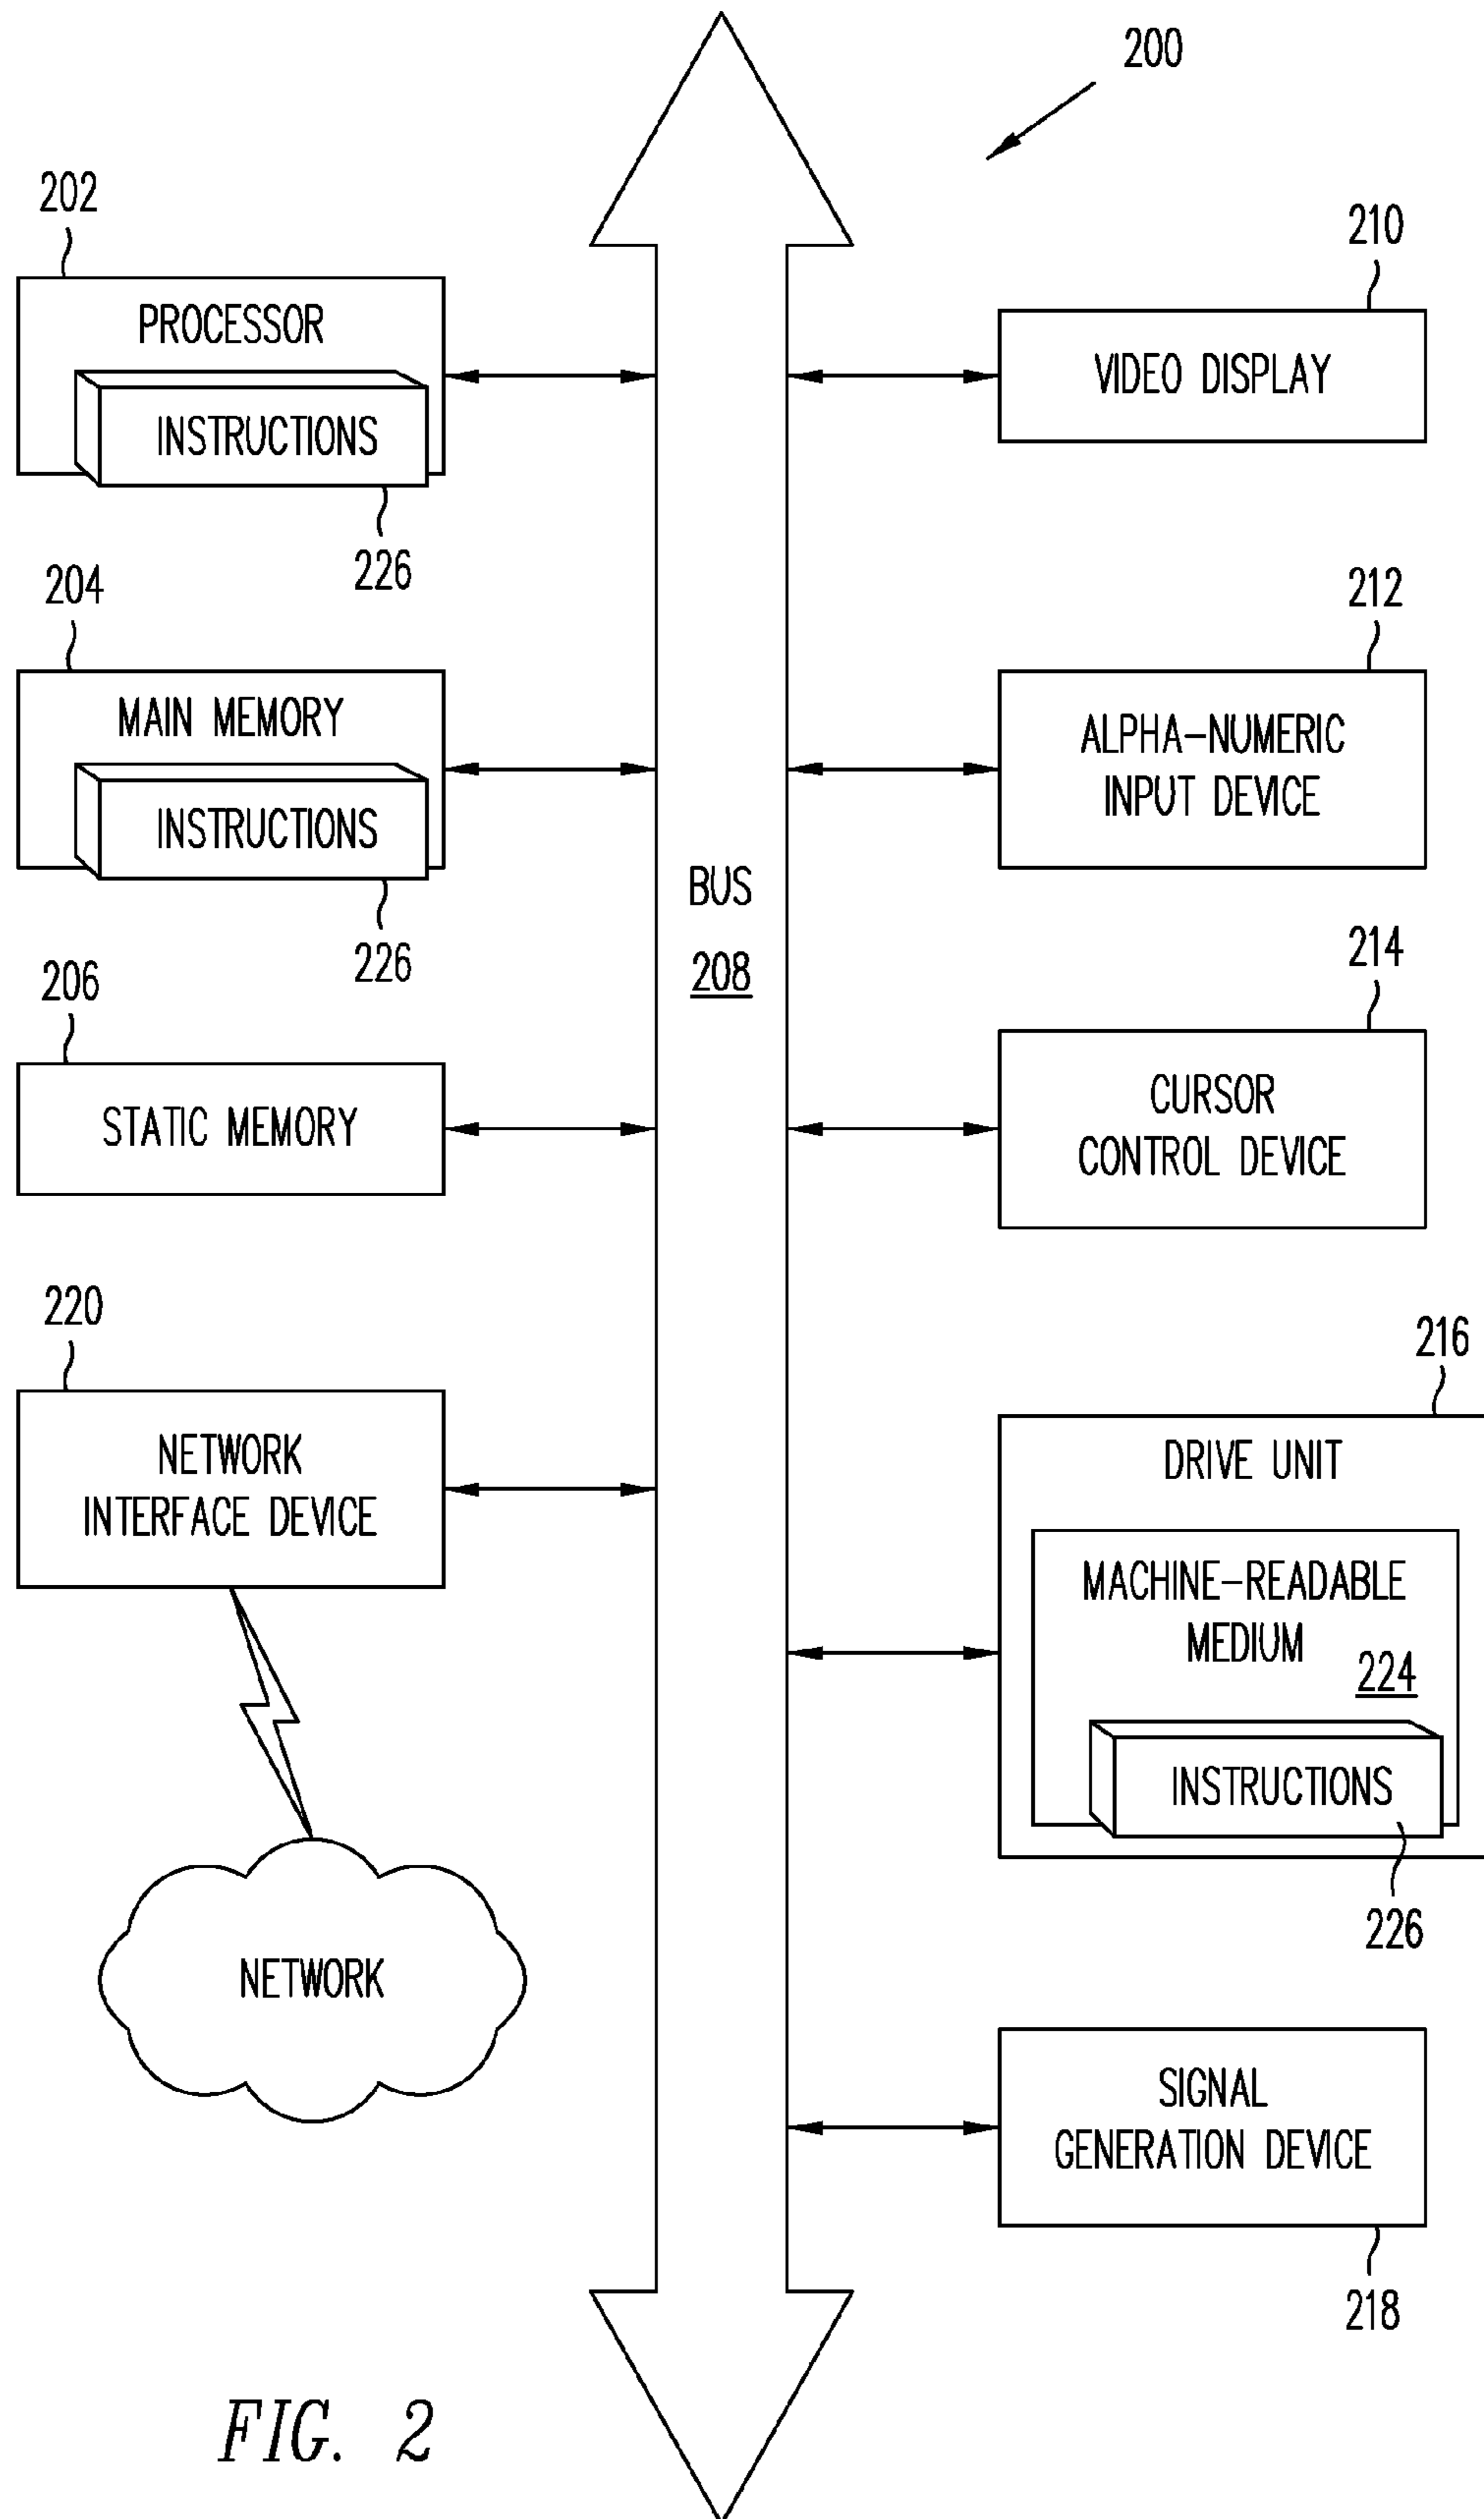 200
202
PROCESSOR
INSTRUCTIONS
226
204
MAIN MEMORY
INSTRUCTIONS
226
206
STATIC MEMORY
220
NETWORK
INTERFACE DEVICE
NETWORK
BUS
208
210
VIDEO DISPLAY
212
ALPHA-NUMERIC
INPUT DEVICE
214
CURSOR
CONTROL DEVICE
216
DRIVE UNIT
MACHINE-READABLE
MEDIUM
224
INSTRUCTIONS
226
SIGNAL
GENERATION DEVICE
218
FIG. 2